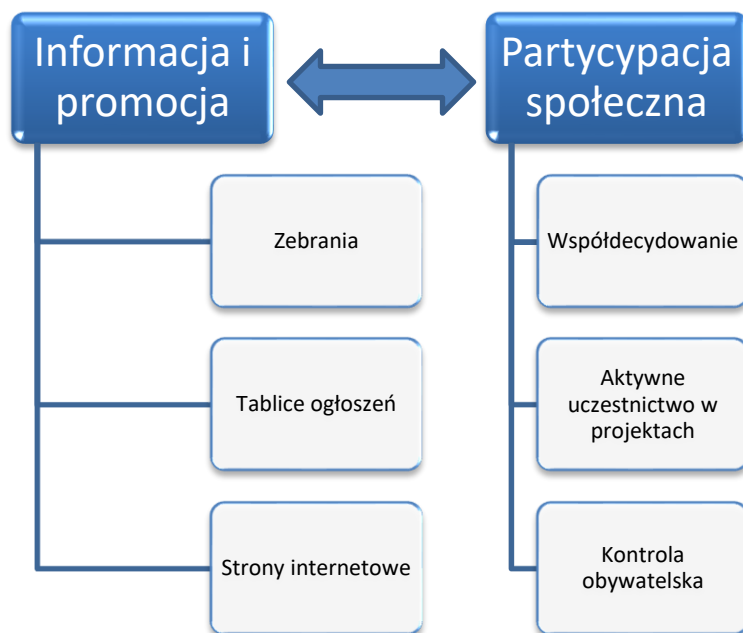 Informacja i
promocja
Zebrania
Tablice ogłoszeń
Strony internetowe
Partycypacja
społeczna
Współdecydowanie
Aktywne
uczestnictwo w
projektach
Kontrola
obywatelska